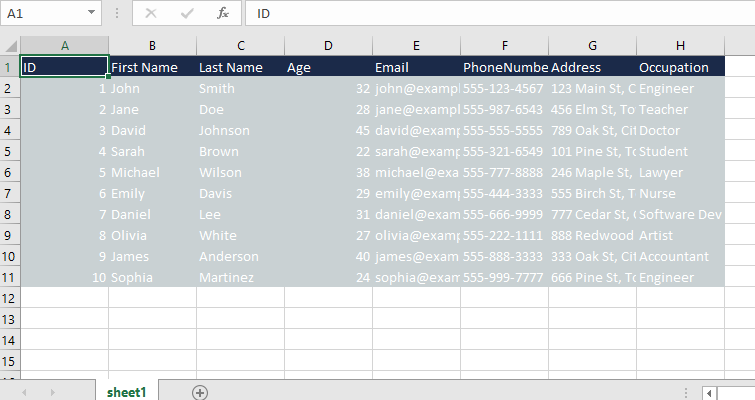 A1 fx ID
A B C D E F G H
1 ID First Name Last Name Age Email PhoneNumbe Address Occupation
2 1 John Smith 32 john@exampl 555-123-4567 123 Main St, C Engineer
3 2 Jane Doe 28 jane@exampl 555-987-6543 456 Elm St, To Teacher
4 3 David Johnson 45 david@examp 555-555-5555 789 Oak St, Cit Doctor
5 4 Sarah Brown 22 sarah@examp 555-321-6549 101 Pine St, To Student
6 5 Michael Wilson 38 michael@exa 555-777-8888 246 Maple St, Lawyer
7 6 Emily Davis 29 emily@exa 555-444-3333 555 Birch St, T Nurse
8 7 Daniel Lee 31 daniel@exam 555-666-9999 777 Cedar St, Software Dev
9 8 Olivia White 27 olivia@exam 555-222-1111 888 Redwood Artist
10 9 James Anderson 40 james@exam 555-888-3333 333 Oak St, Cit Accountant
11 10 Sophia Martinez 24 sophia@exam 555-999-7777 666 Pine St, To Engineer
12
13
14
15
sheet1